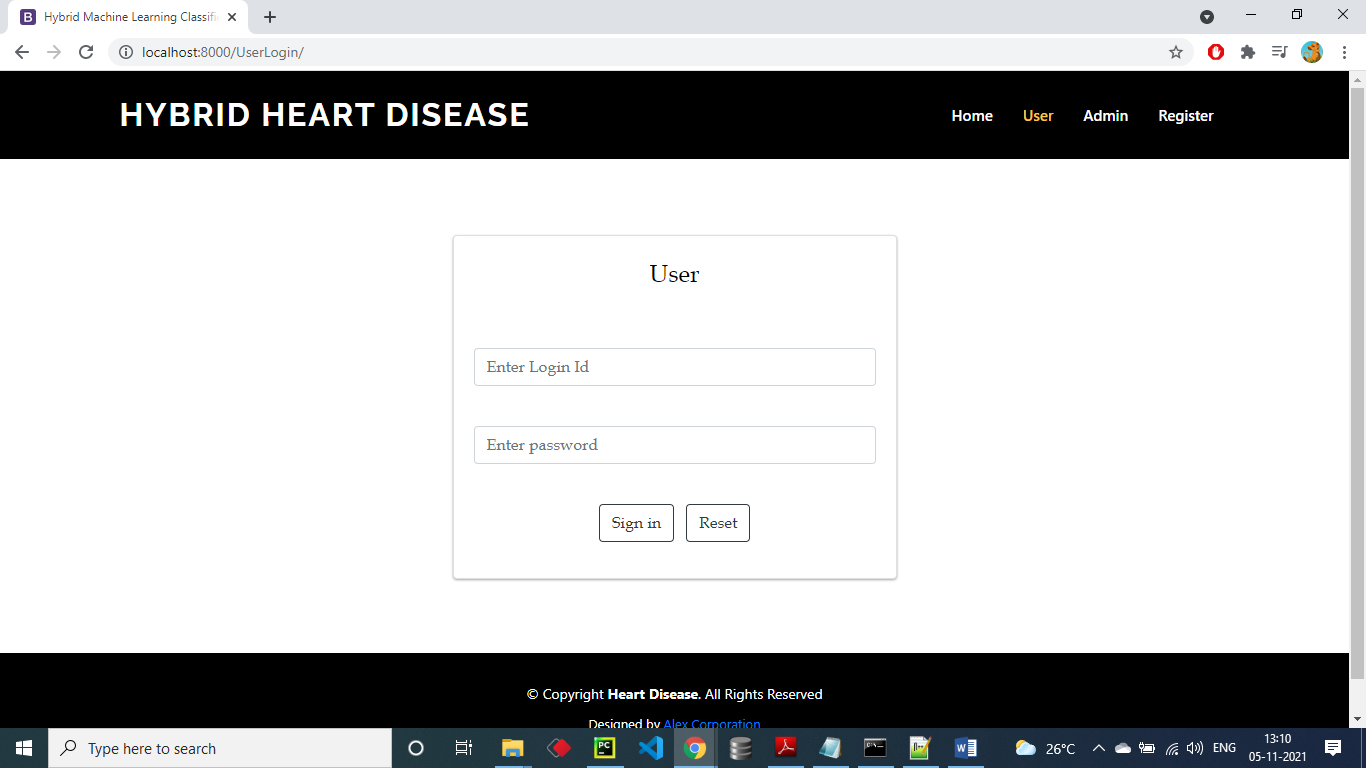 Hybrid Machine Learning Classifi
localhost:8000/UserLogin/
HYBRID HEART DISEASE
Home User Admin Register
User
Enter Login Id
Enter password
Sign in Reset
© Copyright Heart Disease. All Rights Reserved
Designed by Alex Corporation
Type here to search
PC
26°C
ENG
13:10
05-11-2021